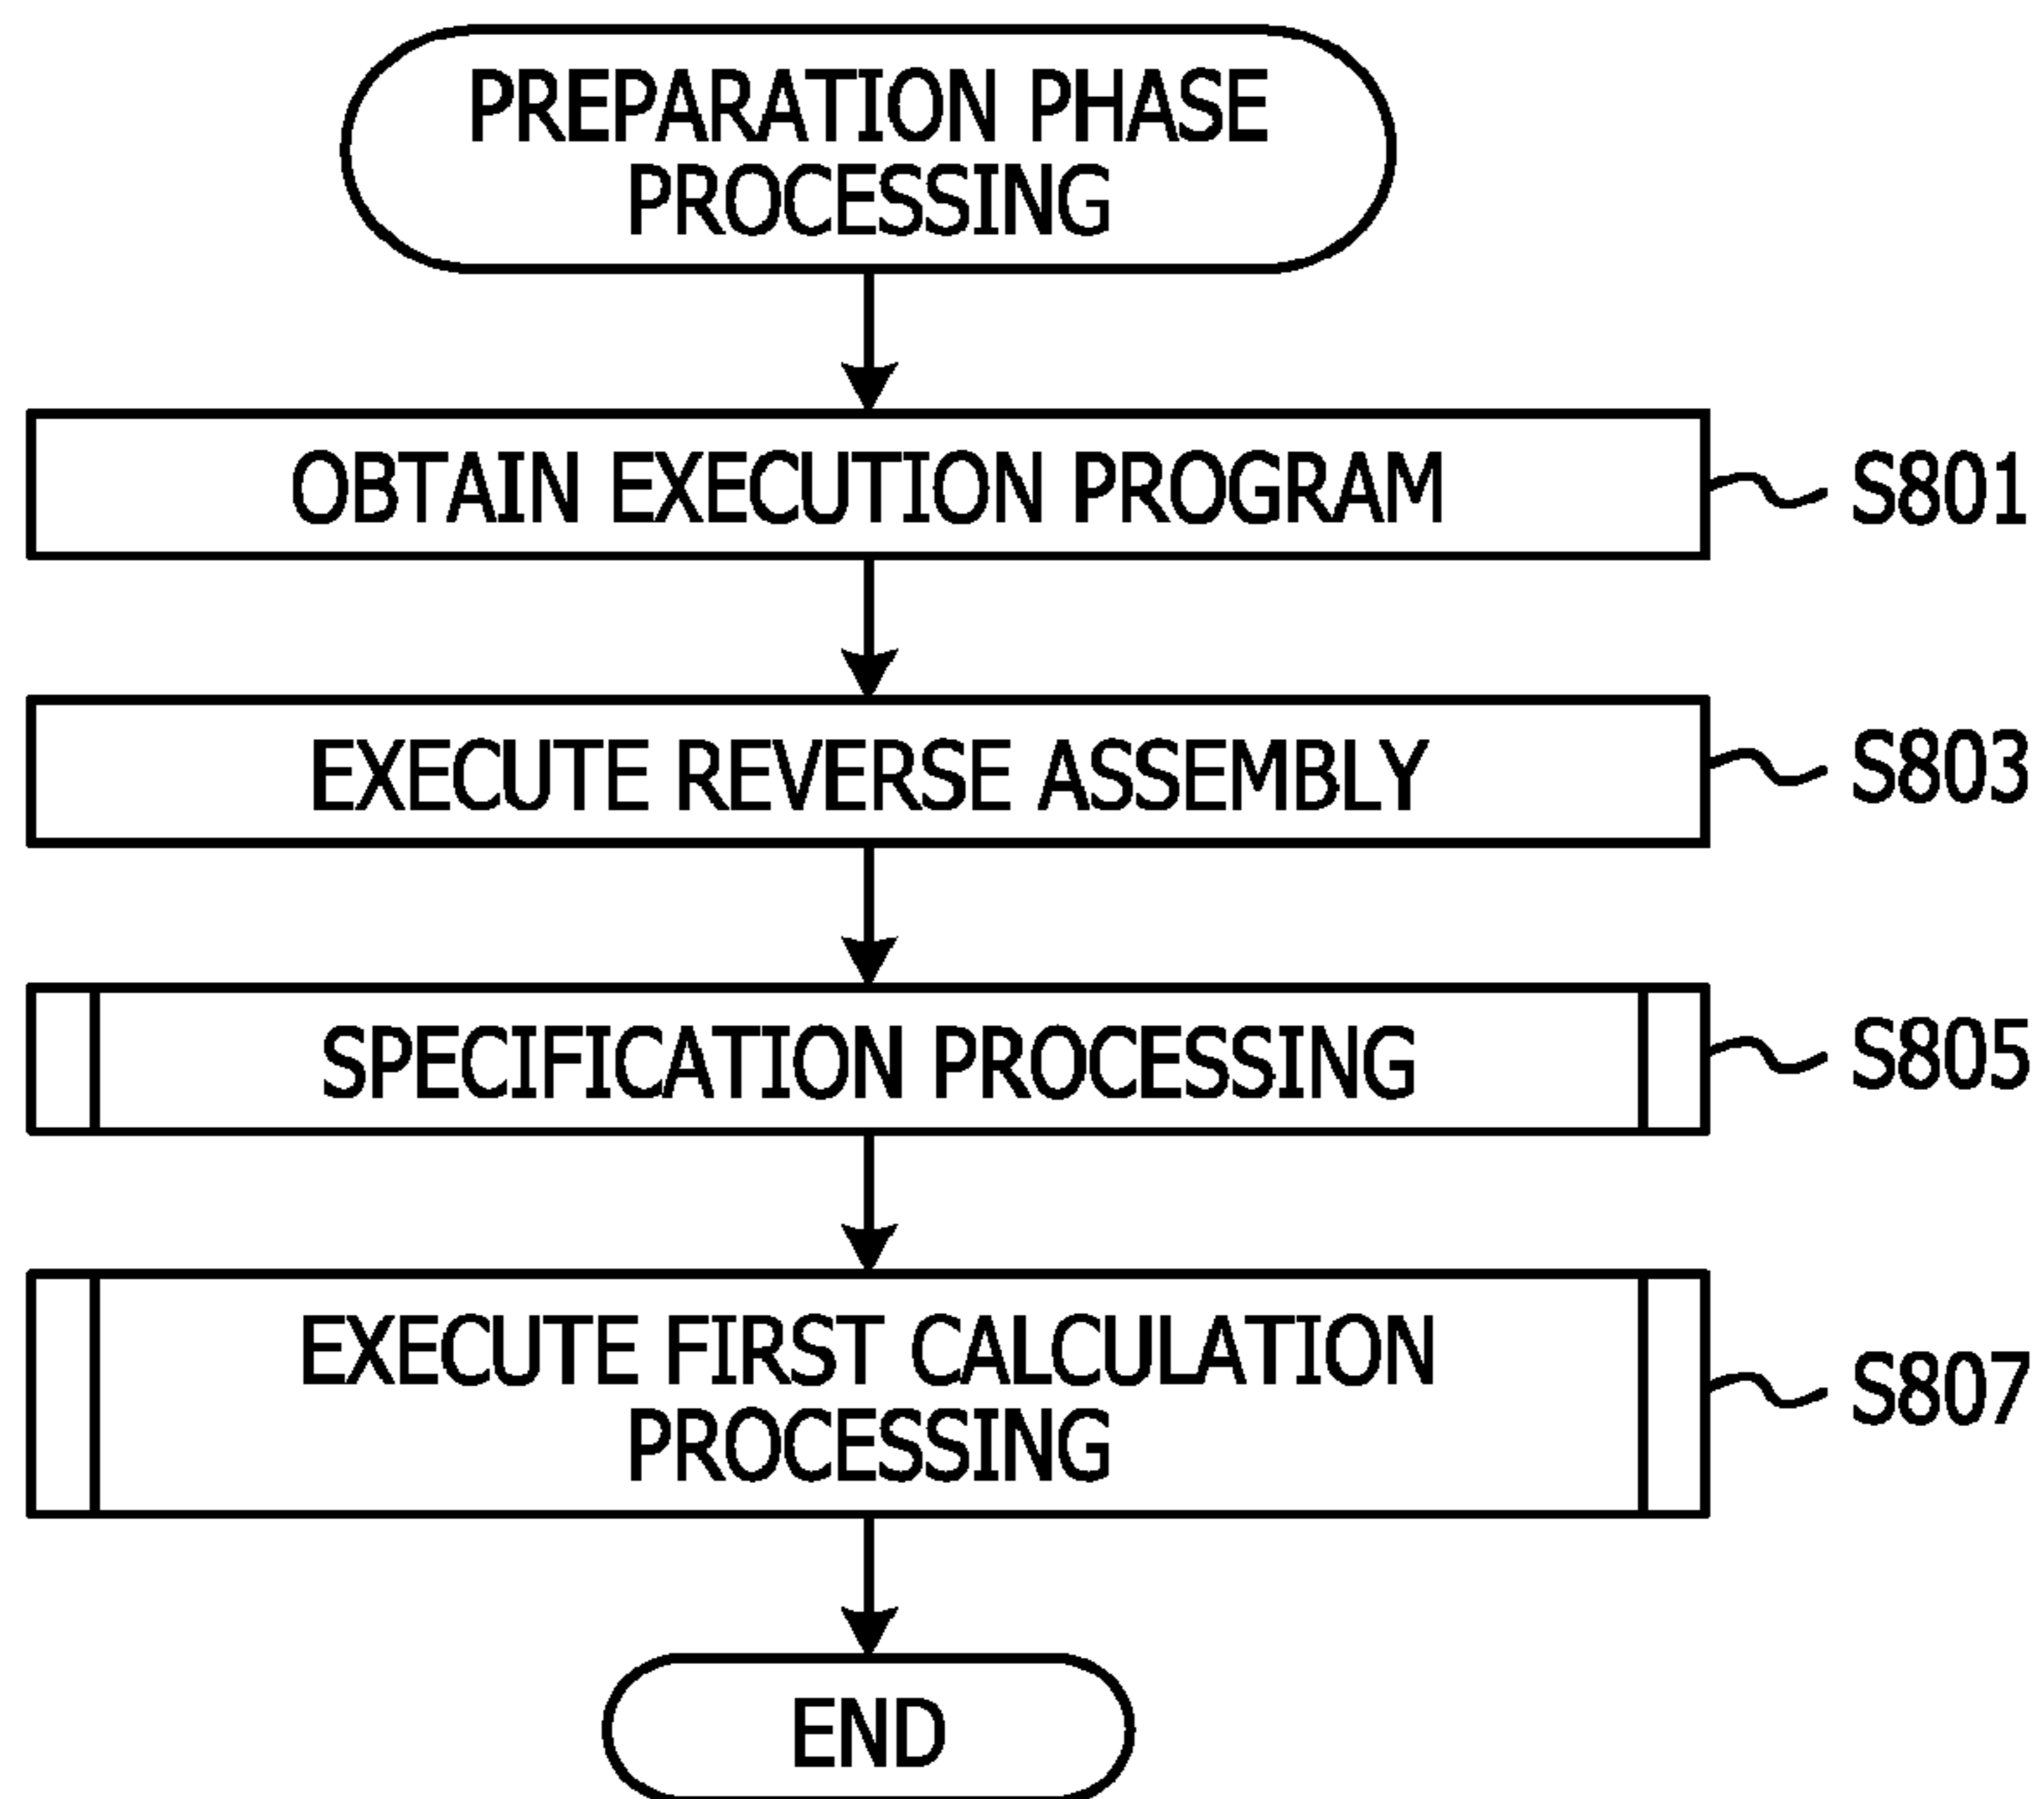 PREPARATION PHASE
PROCESSING
OBTAIN EXECUTION PROGRAM
S801
EXECUTE REVERSE ASSEMBLY
S803
SPECIFICATION PROCESSING
S805
EXECUTE FIRST CALCULATION
PROCESSING
S807
END